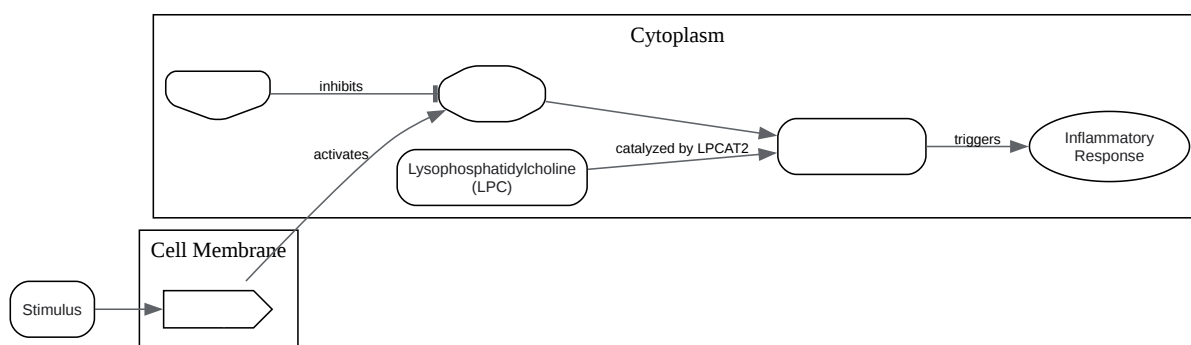 Cytoplasm
inhibits
activates
Lysophosphatidylcholine
(LPC)
catalyzed by LPCAT2
triggers
Inflammatory
Response
Cell Membrane
Stimulus